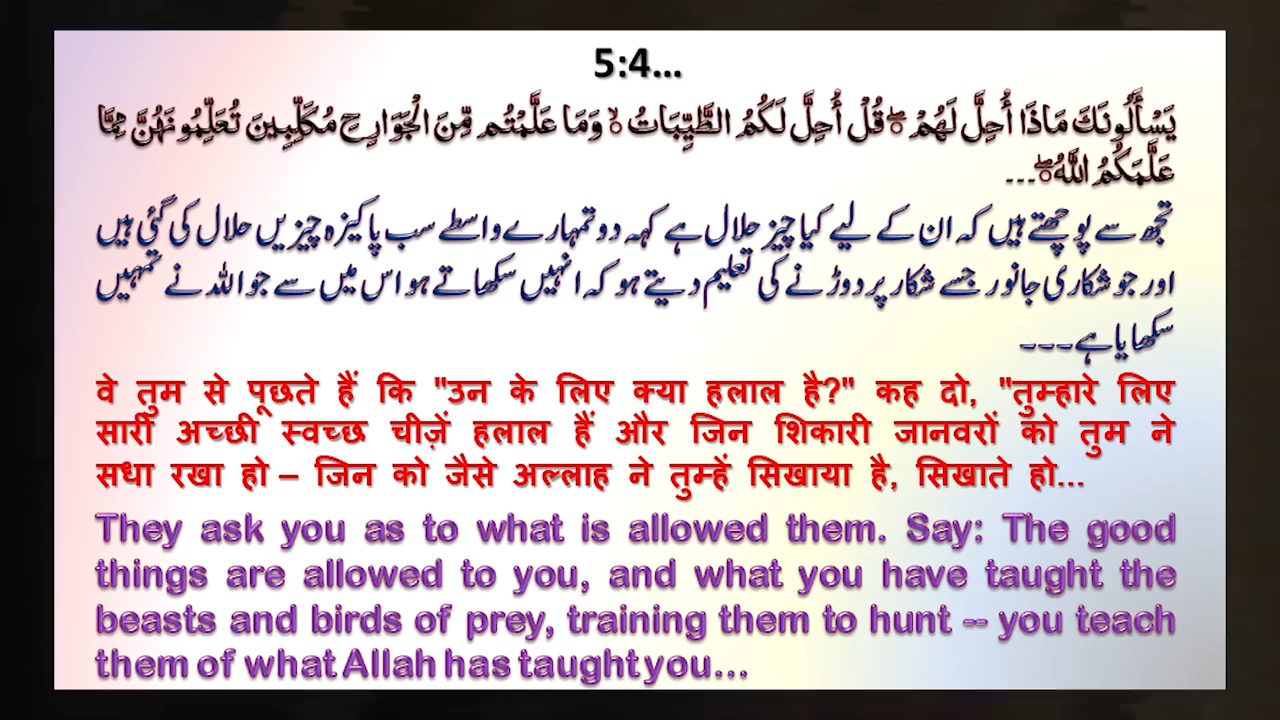 5:4...
يَسْأَلُونَكَ مَاذَا أُحِلَّ لَهُمْ ۖ قُلْ أُحِلَّ لَكُمُ الطَّيِّبَاتُ ۙ وَمَا عَلَّمْتُم مِّنَ الْجَوَارِحِ مُكَلِّبِينَ تُعَلِّمُونَهُنَّ مِمَّا
عَلَّمَكُمُ اللَّهُ ۖ...
تجھ سے پوچھتے ہیں کہ ان کے لیے کیا چیز حلال ہے کہہ دو تمہارے واسطے سب پاکیزہ چیزیں حلال کی گئی ہیں
اور جو شکاری جانور جسے شکار پر دوڑنے کی تعلیم دیتے ہو کہ انہیں سکھاتے ہو اس میں سے جو اللہ نے تمہیں
سکھایا ہے---
वे तुम से पूछते हैं कि "उन के लिए क्या हलाल है?" कह दो, "तुम्हारे लिए
सारी अच्छी स्वच्छ चीज़ें हलाल हैं और जिन शिकारी जानवरों को तुम ने
सधा रखा हो – जिन को जैसे अल्लाह ने तुम्हें सिखाया है, सिखाते हो...
They ask you as to what is allowed them. Say: The good
things are allowed to you, and what you have taught the
beasts and birds of prey, training them to hunt -- you teach
them of what Allah has taught you...